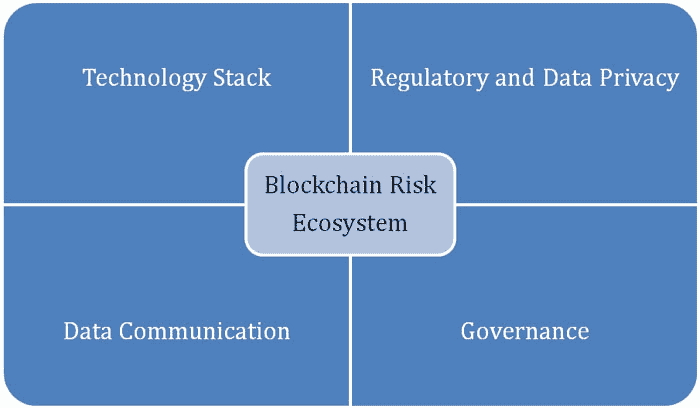 Technology Stack
Regulatory and Data Privacy
Blockchain Risk
Ecosystem
Data Communication
Governance